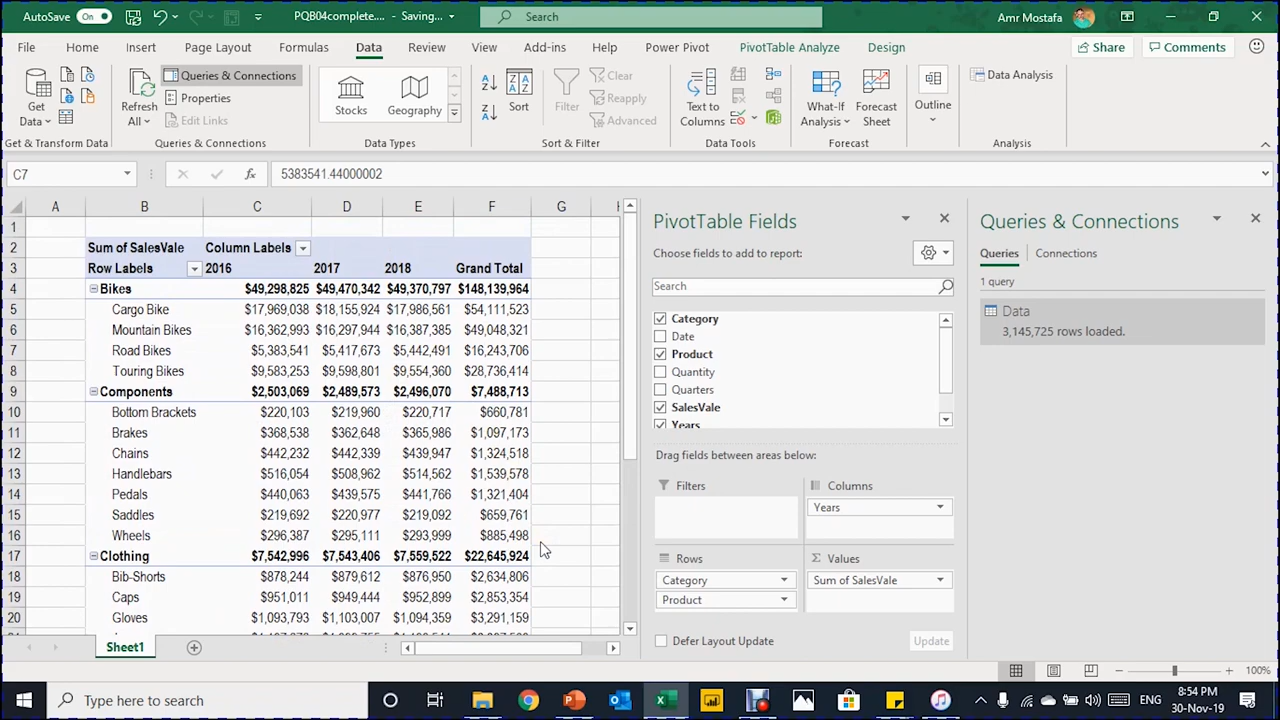 AutoSave On PQB04complete.... - Saving... Search Amr Mostafa
File Home Insert Page Layout Formulas Data Review View Add-ins Help Power Pivot PivotTable Analyze Design Share Comments
Get Data Refresh All Queries & Connections Properties Edit Links Stocks Geography Sort Filter Clear Reapply Advanced Text to Columns What-If Analysis Forecast Sheet Outline Data Analysis
Get & Transform Data Queries & Connections Data Types Sort & Filter Data Tools Forecast Analysis
C7 fx 5383541.44000002
A B C D E F G
1
2 Sum of SalesVale Column Labels
3 Row Labels 2016 2017 2018 Grand Total
4 Bikes $49,298,825 $49,470,342 $49,370,797 $148,139,964
5 Cargo Bike $17,969,038 $18,155,924 $17,986,561 $54,111,523
6 Mountain Bikes $16,362,993 $16,297,944 $16,387,385 $49,048,321
7 Road Bikes $5,383,541 $5,417,673 $5,442,491 $16,243,706
8 Touring Bikes $9,583,253 $9,598,801 $9,554,360 $28,736,414
9 Components $2,503,069 $2,489,573 $2,496,070 $7,488,713
10 Bottom Brackets $220,103 $219,960 $220,717 $660,781
11 Brakes $368,538 $362,648 $365,986 $1,097,173
12 Chains $442,232 $442,339 $439,947 $1,324,518
13 Handlebars $516,054 $508,962 $514,562 $1,539,578
14 Pedals $440,063 $439,575 $441,766 $1,321,404
15 Saddles $219,692 $220,977 $219,092 $659,761
16 Wheels $296,387 $295,111 $293,999 $885,498
17 Clothing $7,542,996 $7,543,406 $7,559,522 $22,645,924
18 Bib-Shorts $878,244 $879,612 $876,950 $2,634,806
19 Caps $951,011 $949,444 $952,899 $2,853,354
20 Gloves $1,093,793 $1,103,007 $1,094,359 $3,291,159
Sheet1
PivotTable Fields
Choose fields to add to report:
Search
Category
Date
Product
Quantity
Quarters
SalesVale
Years
Drag fields between areas below:
Filters Columns
Years
Rows Values
Category Sum of SalesVale
Product
Defer Layout Update Update
Queries & Connections
Queries Connections
1 query
Data
3,145,725 rows loaded.
100%
Type here to search ENG 8:54 PM
30-Nov-19